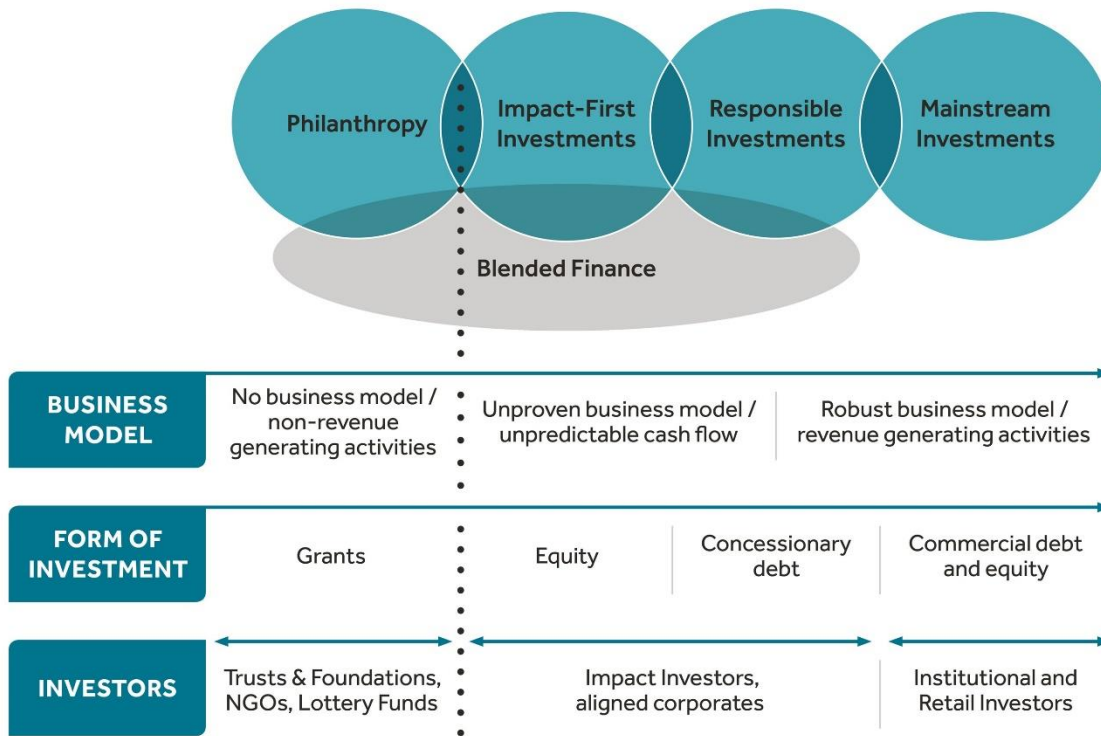 Philanthropy
Impact-First
Investments
Responsible
Investments
Mainstream
Investments
Blended Finance
BUSINESS
MODEL
No business model /
non-revenue
generating activities
Unproven business model /
unpredictable cash flow
Robust business model /
revenue generating activities
FORM OF
INVESTMENT
Grants
Equity
Concessionary
debt
Commercial debt
and equity
INVESTORS
Trusts & Foundations,
NGOs, Lottery Funds
Impact Investors,
aligned corporates
Institutional and
Retail Investors